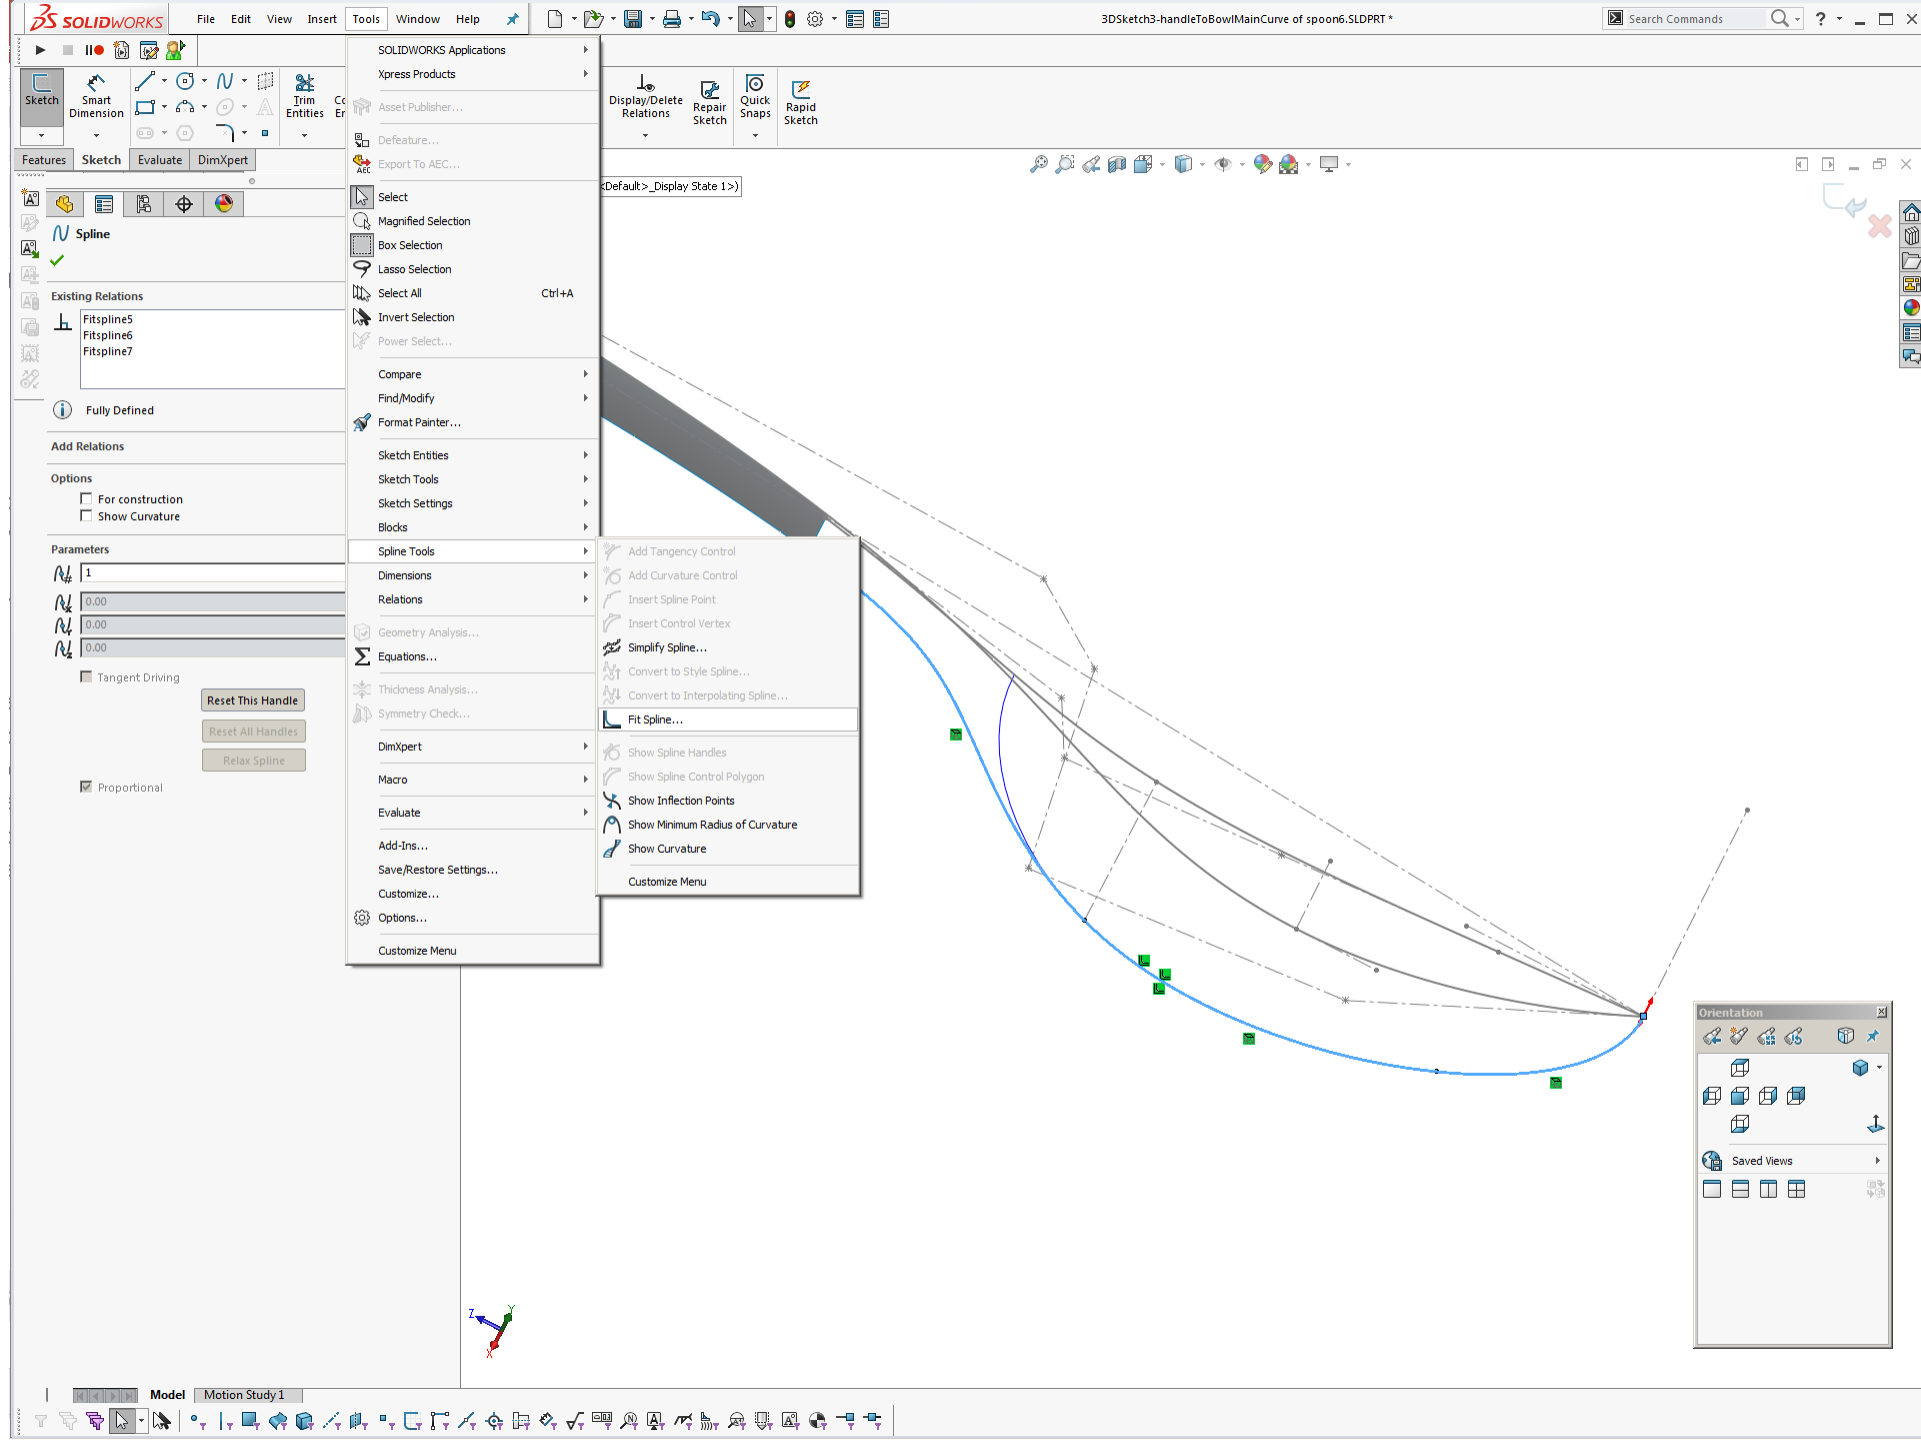 SOLIDWORKS
File Edit View Insert Tools Window Help
3DSketch3-handleToBowlMainCurve of spoon6.SLDPRT *
Search Commands
Sketch
Smart Dimension
Trim Entities
Display/Delete Relations
Repair Sketch
Quick Snaps
Rapid Sketch
Features Sketch Evaluate DimXpert
<Default>_Display State 1>)
Spline
Existing Relations
Fitspline5
Fitspline6
Fitspline7
Fully Defined
Add Relations
Options
For construction
Show Curvature
Parameters
1
0.00
0.00
0.00
Tangent Driving
Reset This Handle
Reset All Handles
Relax Spline
Proportional
SOLIDWORKS Applications
Xpress Products
Asset Publisher...
Defeature...
Export To AEC...
Select
Magnified Selection
Box Selection
Lasso Selection
Select All Ctrl+A
Invert Selection
Power Select...
Compare
Find/Modify
Format Painter...
Sketch Entities
Sketch Tools
Sketch Settings
Blocks
Spline Tools
Dimensions
Relations
Geometry Analysis...
Equations...
Thickness Analysis...
Symmetry Check...
DimXpert
Macro
Evaluate
Add-Ins...
Save/Restore Settings...
Customize...
Options...
Customize Menu
Add Tangency Control
Add Curvature Control
Insert Spline Point
Insert Control Vertex
Simplify Spline...
Convert to Style Spline...
Convert to Interpolating Spline...
Fit Spline...
Show Spline Handles
Show Spline Control Polygon
Show Inflection Points
Show Minimum Radius of Curvature
Show Curvature
Customize Menu
Orientation
Saved Views
Z
Y
X
Model Motion Study 1